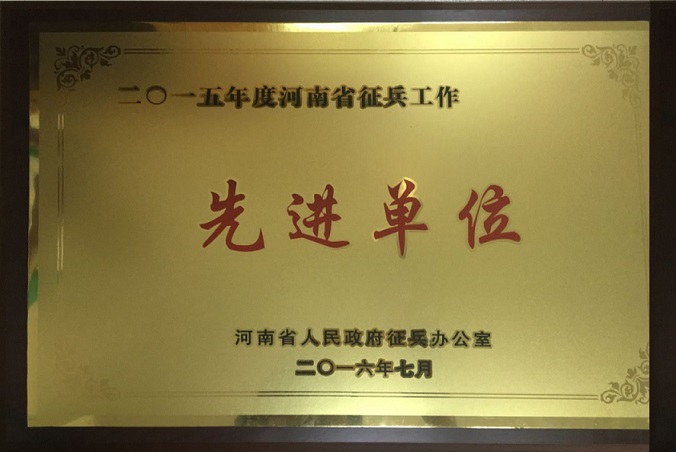 二〇一五年度河南省征兵工作
先进单位
河南省人民政府征兵办公室
二〇一六年七月